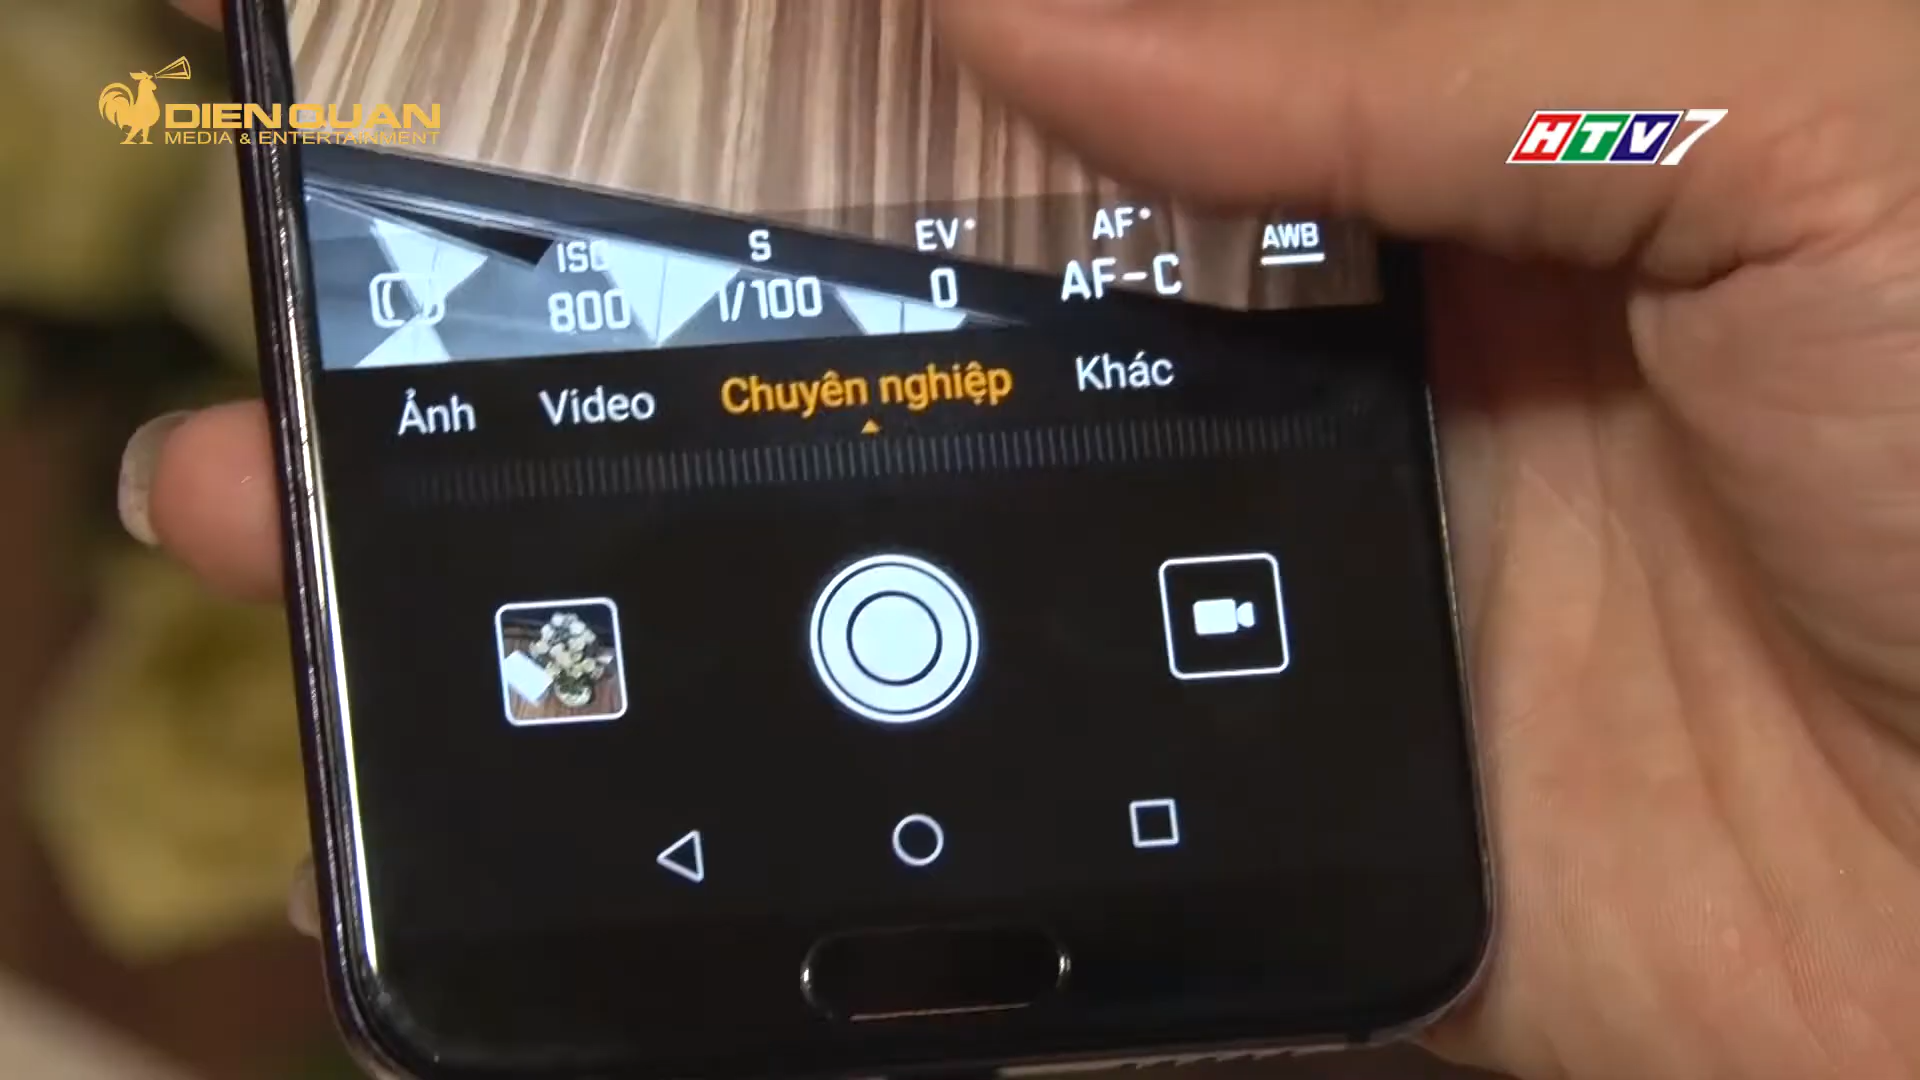 DIEN QUAN
MEDIA & ENTERTAINMENT
HTV7
ISO S EV AF AWB
800 1/100 0 AF-C
Ảnh Video Chuyên nghiệp Khác